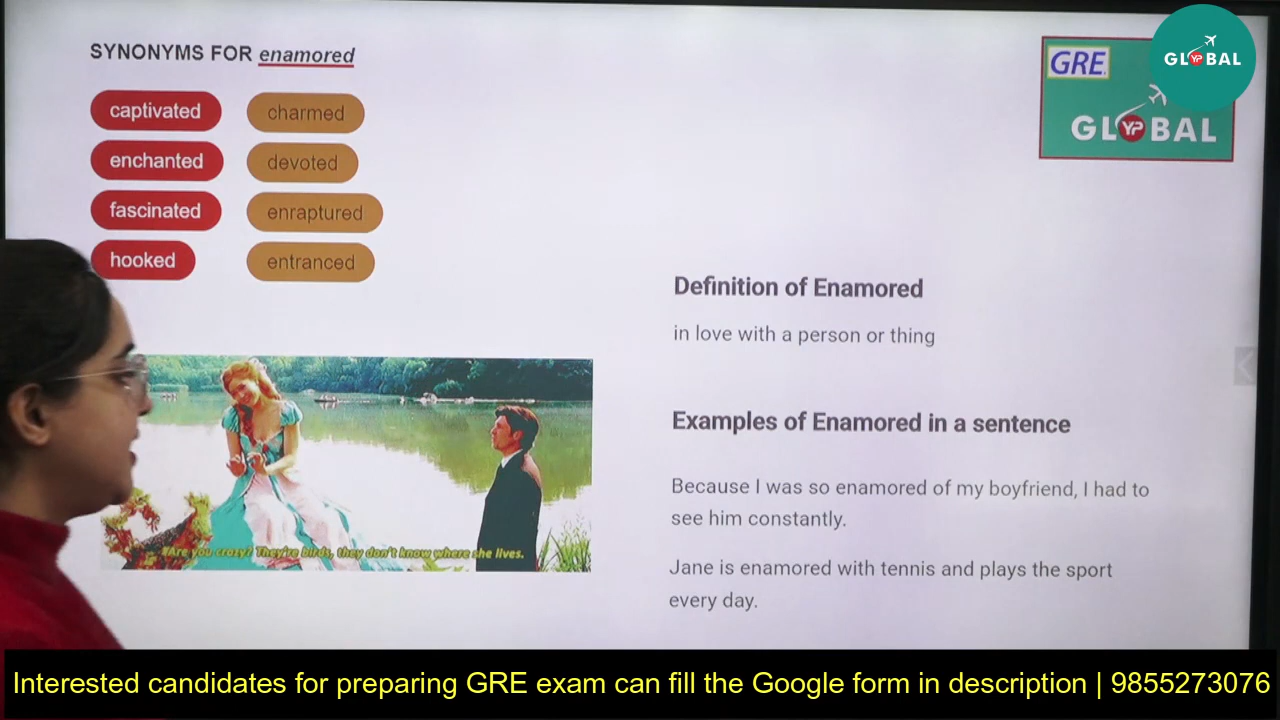 SYNONYMS FOR enamored
captivated
charmed
enchanted
devoted
fascinated
enraptured
hooked
entranced
GRE
GLYPBAL
GLYPBAL
Definition of Enamored
in love with a person or thing
Examples of Enamored in a sentence
Because I was so enamored of my boyfriend, I had to
see him constantly.
Jane is enamored with tennis and plays the sport
every day.
Are you crazy? They're birds, they don't know where she lives.
Interested candidates for preparing GRE exam can fill the Google form in description | 9855273076